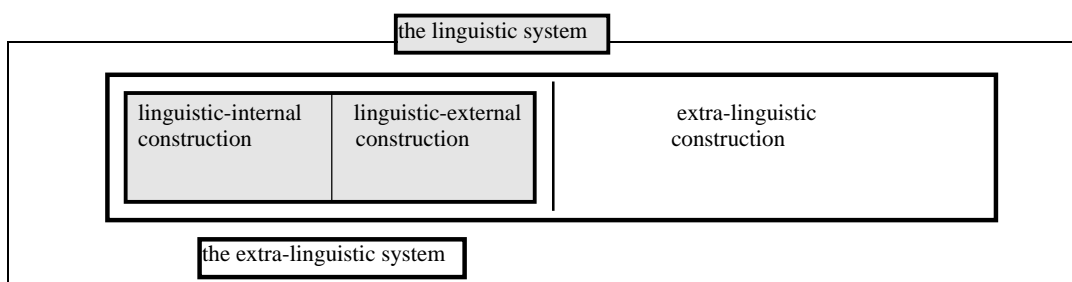 the linguistic system
linguistic-internal linguistic-external extra-linguistic
construction construction construction
the extra-linguistic system